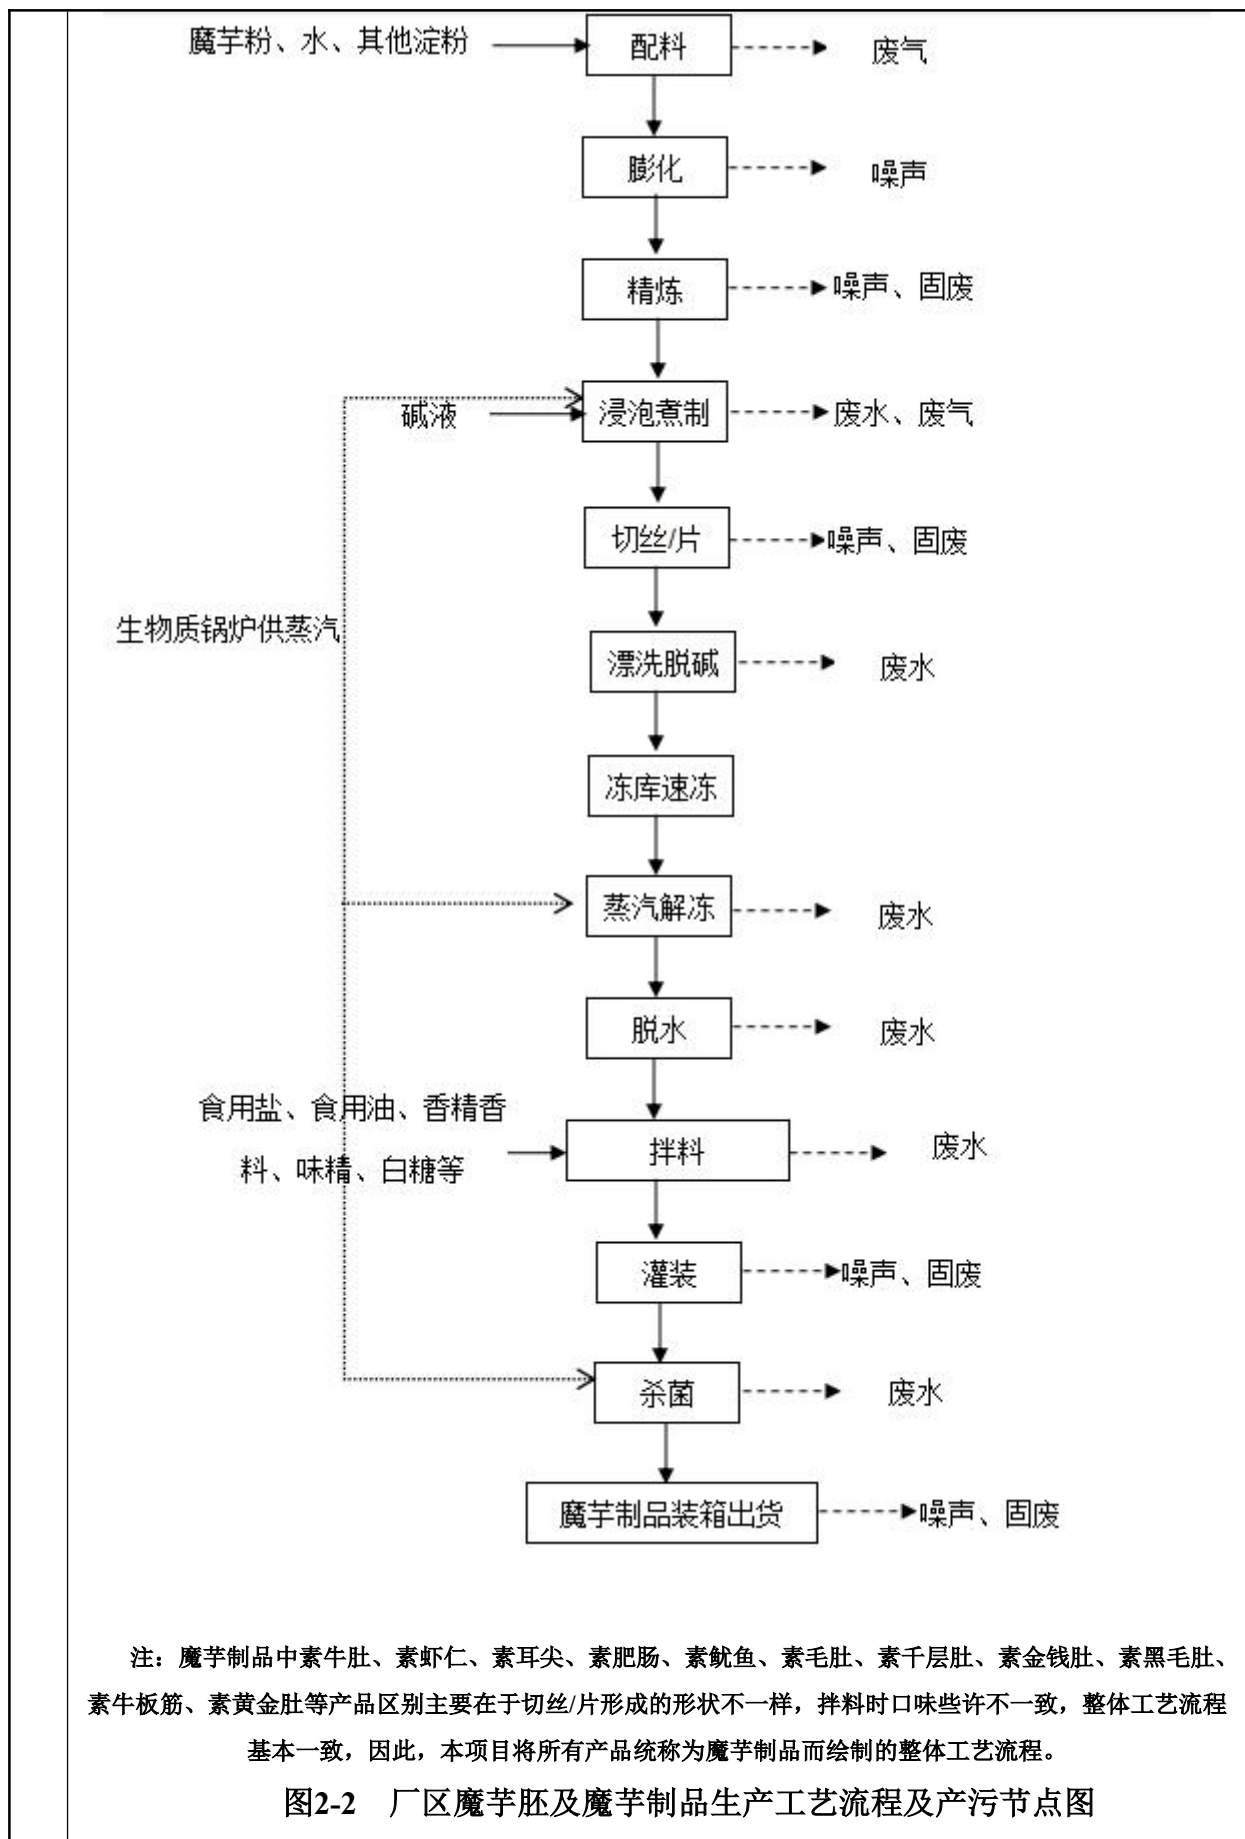 魔芋粉、水、其他淀粉
配料
废气
膨化
噪声
精炼
噪声、固废
碱液
浸泡煮制
废水、废气
切丝/片
噪声、固废
生物质锅炉供蒸汽
漂洗脱碱
废水
冻库速冻
蒸汽解冻
废水
脱水
废水
食用盐、食用油、香精香
料、味精、白糖等
拌料
废水
灌装
噪声、固废
杀菌
废水
魔芋制品装箱出货
噪声、固废
注：魔芋制品中素牛肚、素虾仁、素耳尖、素肥肠、素鱿鱼、素毛肚、素千层肚、素金钱肚、素黑毛肚、
素牛板筋、素黄金肚等产品区别主要在于切丝/片形成的形状不一样，拌料时口味些许不一致，整体工艺流程
基本一致，因此，本项目将所有产品统称为魔芋制品而绘制的整体工艺流程。
图2-2 厂区魔芋胚及魔芋制品生产工艺流程及产污节点图